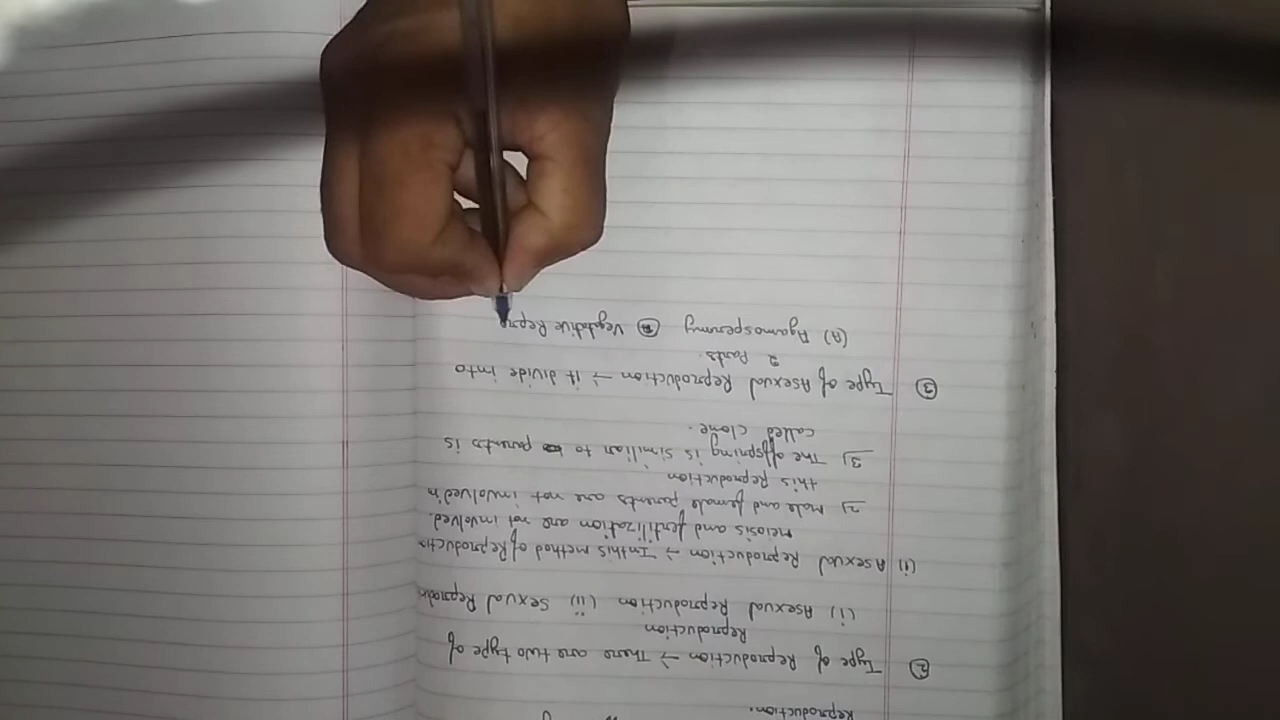 Reproduction.
② Type of Reproduction → There are two type of
Reproduction
(i) Asexual Reproduction (ii) Sexual Reprodu
(i) Asexual Reproduction → In this method of Reproductio
meiosis and fertilization are not involved.
2) Male and female parents are not involved in
this Reproduction
3) The offspring is similar to parents is
called clone.
③ Type of Asexual Reproduction → it divide into
2 Parts.
(A) Agamospermy Vegetative Repro